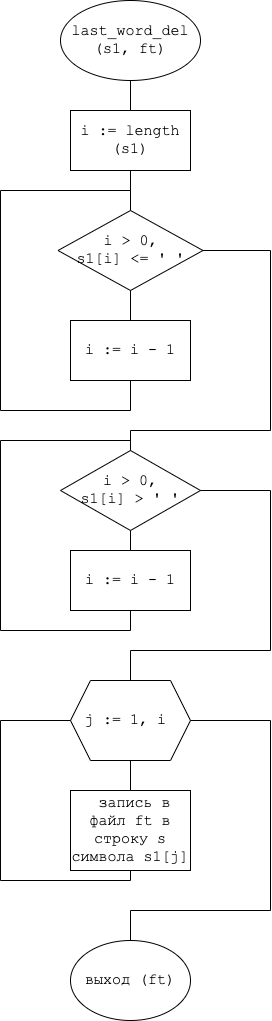 last_word_del
(s1, ft)
i := length
(s1)
i > 0,
s1[i] <= ' '
i := i - 1
i > 0,
s1[i] > ' '
i := i - 1
j := 1, i
запись в
файл ft в
строку s
символа s1[j]
выход (ft)